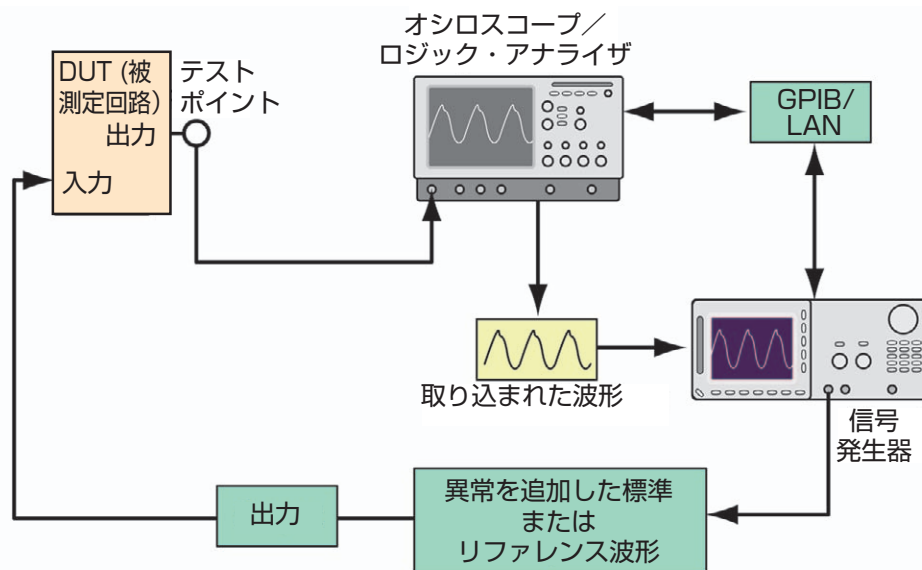 オシロスコープ／
ロジック・アナライザ
DUT (被
測定回路)
出力
入力
テスト
ポイント
GPIB/
LAN
取り込まれた波形
信号
発生器
異常を追加した標準
または
リファレンス波形
出力